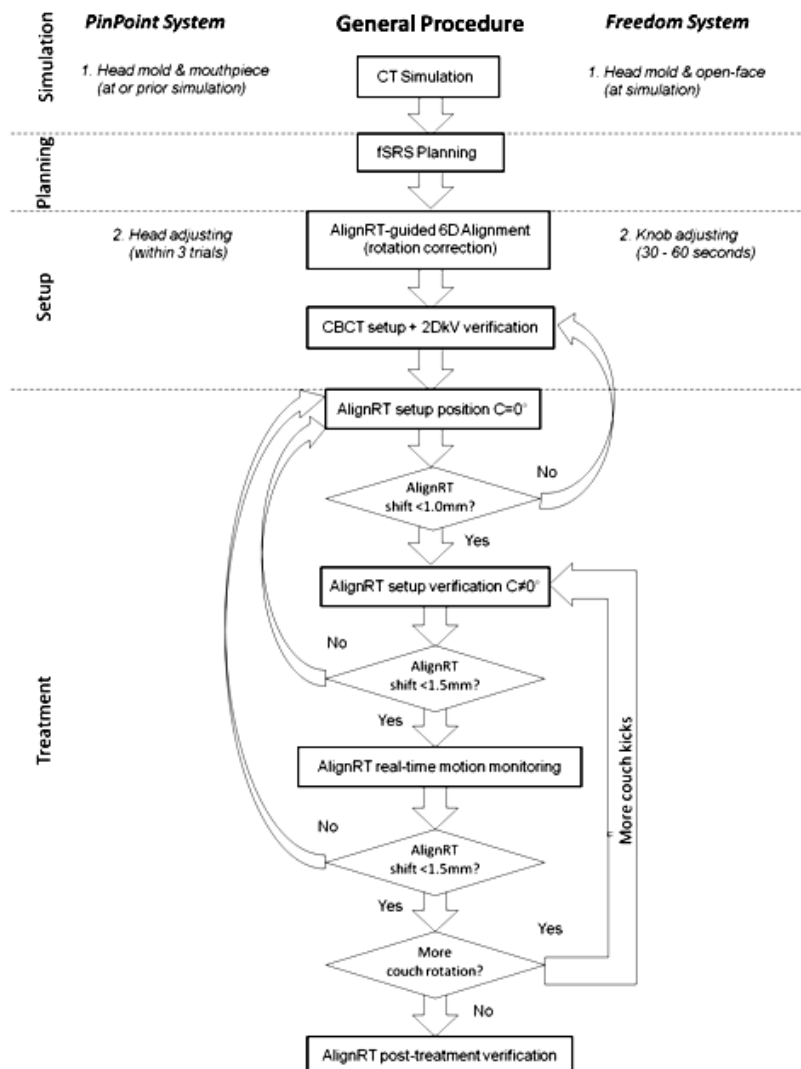 PinPoint System
General Procedure
Freedom System
Simulation
1. Head mold & mouthpiece
(at or prior simulation)
CT Simulation
1. Head mold & open-face
(at simulation)
Planning
fSRS Planning
Setup
2. Head adjusting
(within 3 trials)
AlignRT-guided 6D Alignment
(rotation correction)
2. Knob adjusting
(30 - 60 seconds)
CBCT setup + 2DkV verification
Treatment
AlignRT setup position C=0°
AlignRT
shift <1.0mm?
No
Yes
AlignRT setup verification C≠0°
No
AlignRT
shift <1.5mm?
Yes
AlignRT real-time motion monitoring
More couch kicks
No
AlignRT
shift <1.5mm?
Yes
More
couch rotation?
Yes
No
AlignRT post-treatment verification